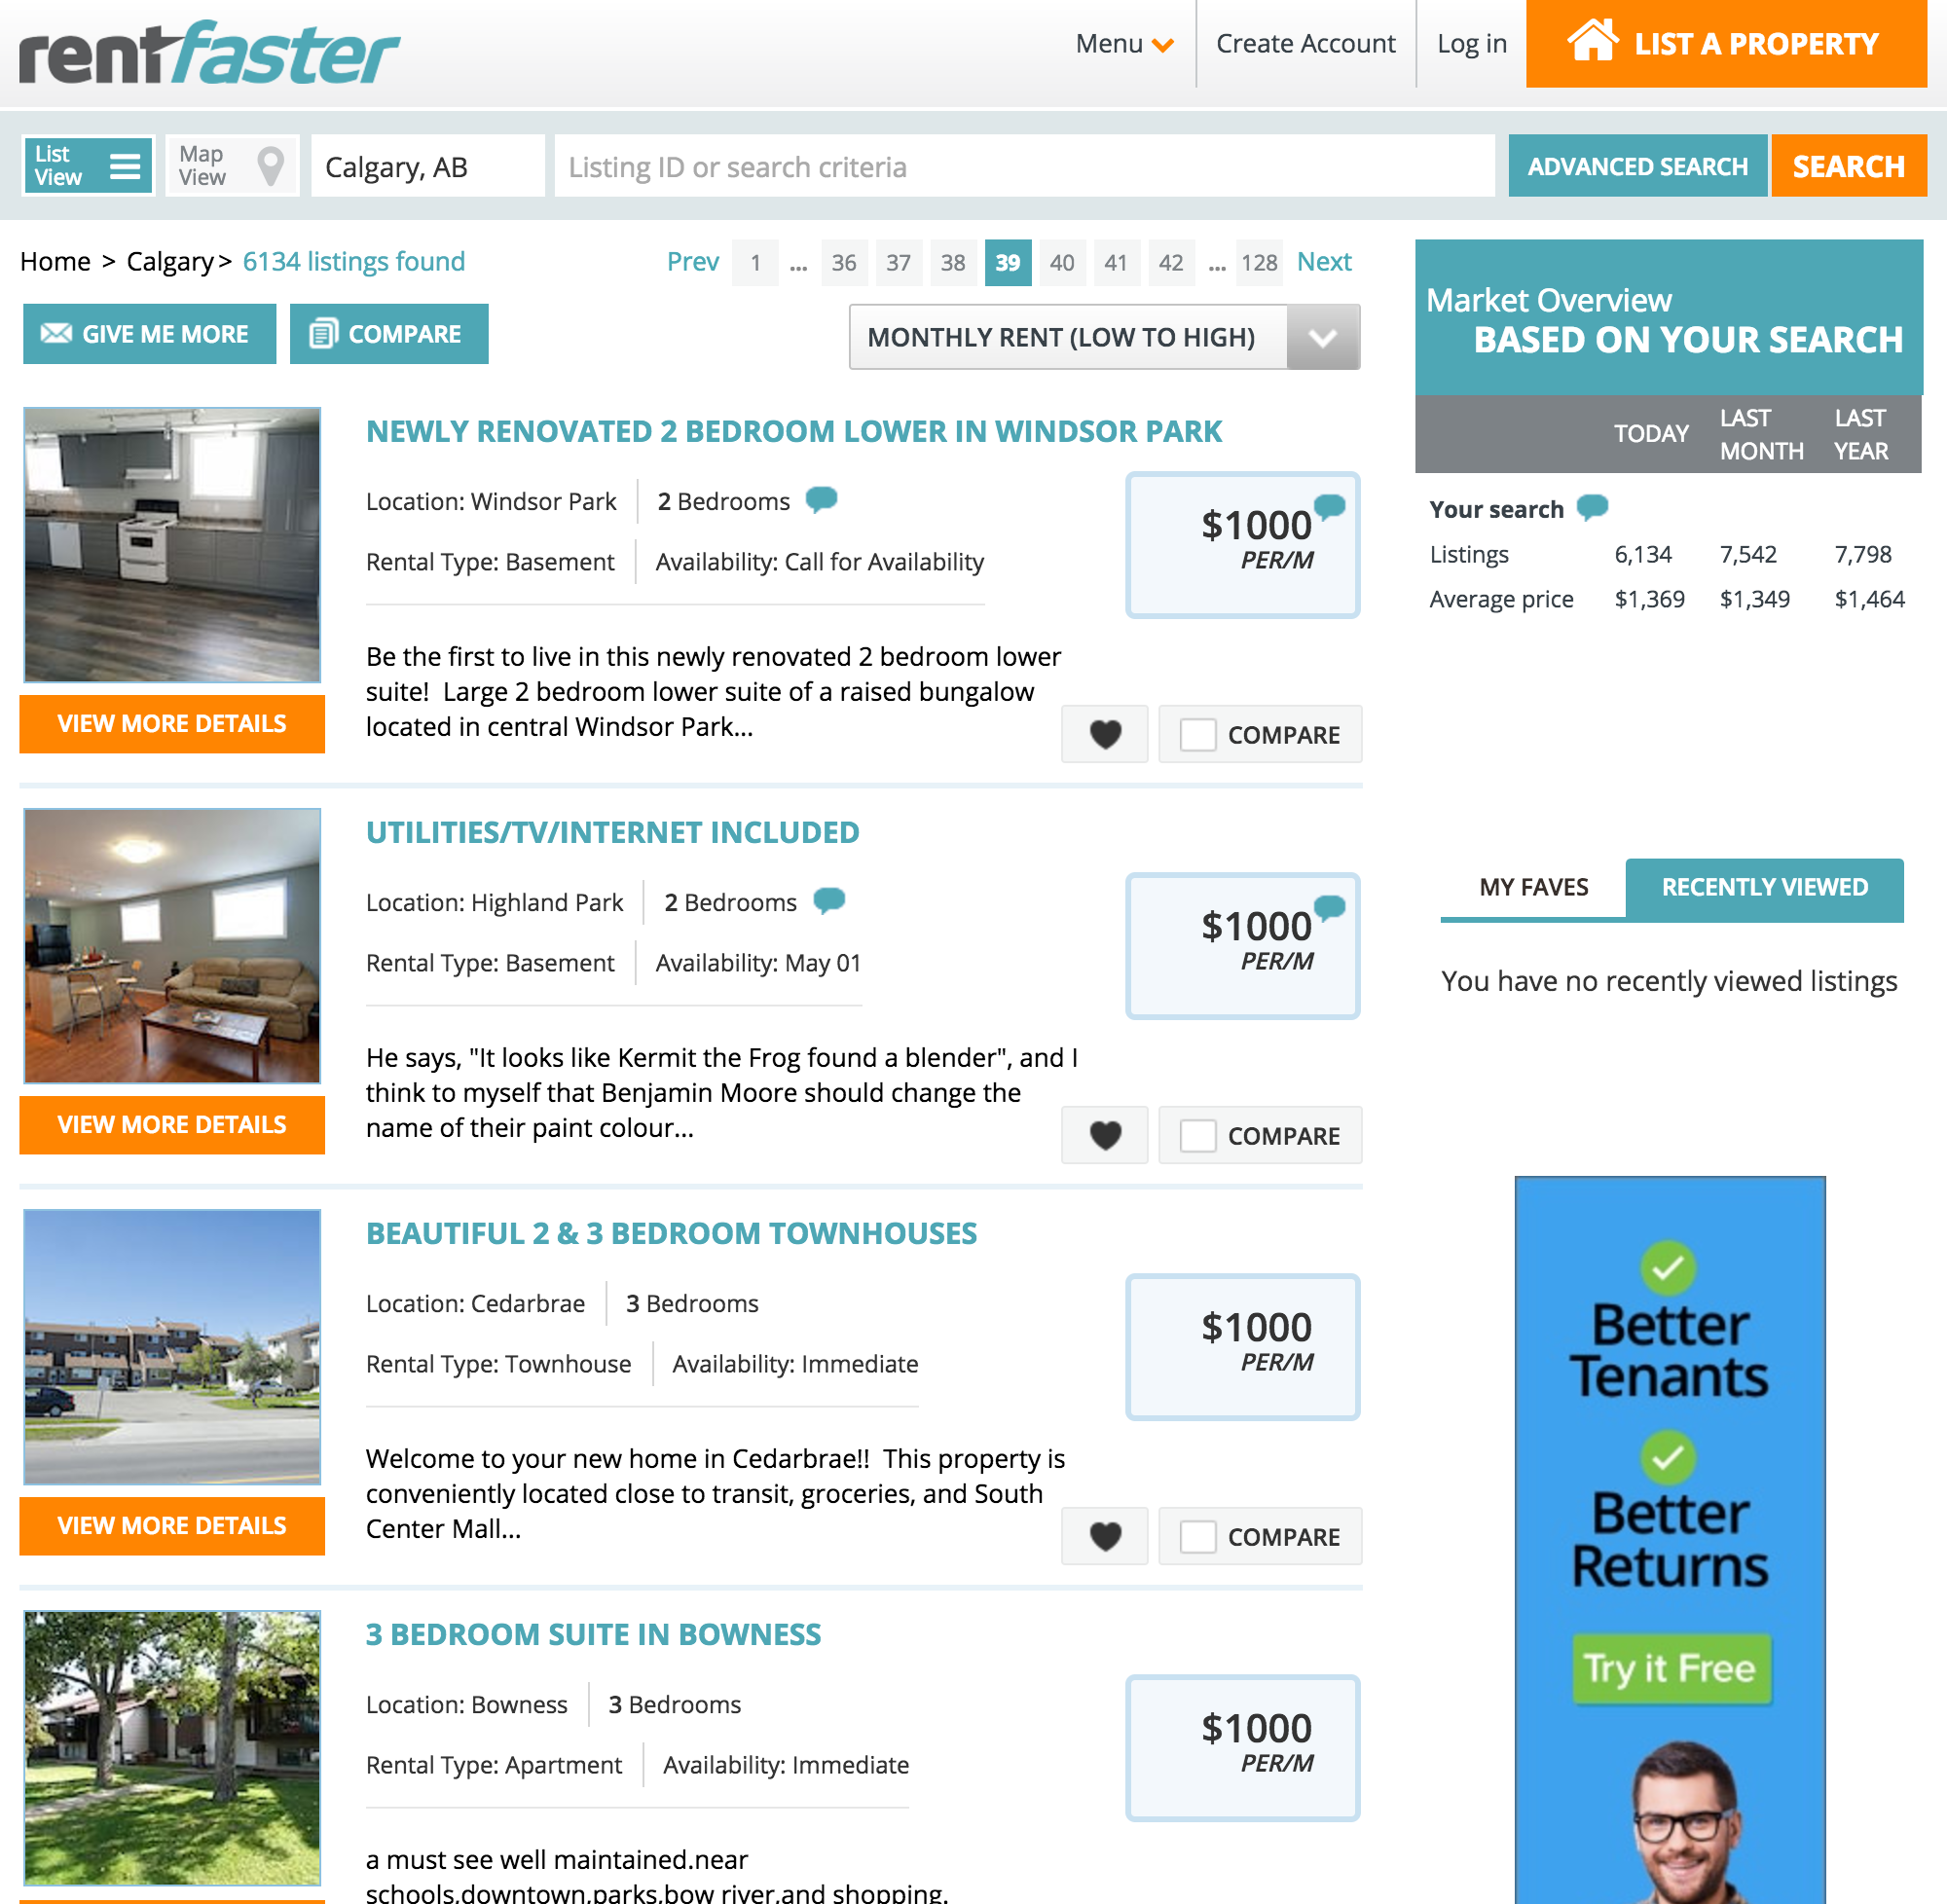 rentfaster
Menu
Create Account
Log in
LIST A PROPERTY
List
View
Map
View
Calgary, AB
Listing ID or search criteria
ADVANCED SEARCH
SEARCH
Home > Calgary > 6134 listings found
Prev 1 ... 36 37 38 39 40 41 42 ... 128 Next
GIVE ME MORE
COMPARE
MONTHLY RENT (LOW TO HIGH)
NEWLY RENOVATED 2 BEDROOM LOWER IN WINDSOR PARK
Location: Windsor Park 2 Bedrooms
Rental Type: Basement Availability: Call for Availability
$1000
PER/M
Be the first to live in this newly renovated 2 bedroom lower
suite!  Large 2 bedroom lower suite of a raised bungalow
located in central Windsor Park...
VIEW MORE DETAILS
COMPARE
UTILITIES/TV/INTERNET INCLUDED
Location: Highland Park 2 Bedrooms
Rental Type: Basement Availability: May 01
$1000
PER/M
He says, "It looks like Kermit the Frog found a blender", and I
think to myself that Benjamin Moore should change the
name of their paint colour...
VIEW MORE DETAILS
COMPARE
BEAUTIFUL 2 & 3 BEDROOM TOWNHOUSES
Location: Cedarbrae 3 Bedrooms
Rental Type: Townhouse Availability: Immediate
$1000
PER/M
Welcome to your new home in Cedarbrae!!  This property is
conveniently located close to transit, groceries, and South
Center Mall...
VIEW MORE DETAILS
COMPARE
3 BEDROOM SUITE IN BOWNESS
Location: Bowness 3 Bedrooms
Rental Type: Apartment Availability: Immediate
$1000
PER/M
a must see well maintained.near
schools,downtown,parks,bow river,and shopping.
Market Overview
BASED ON YOUR SEARCH
TODAY LAST MONTH LAST YEAR
Your search
Listings 6,134 7,542 7,798
Average price $1,369 $1,349 $1,464
MY FAVES
RECENTLY VIEWED
You have no recently viewed listings
Better
Tenants
Better
Returns
Try it Free